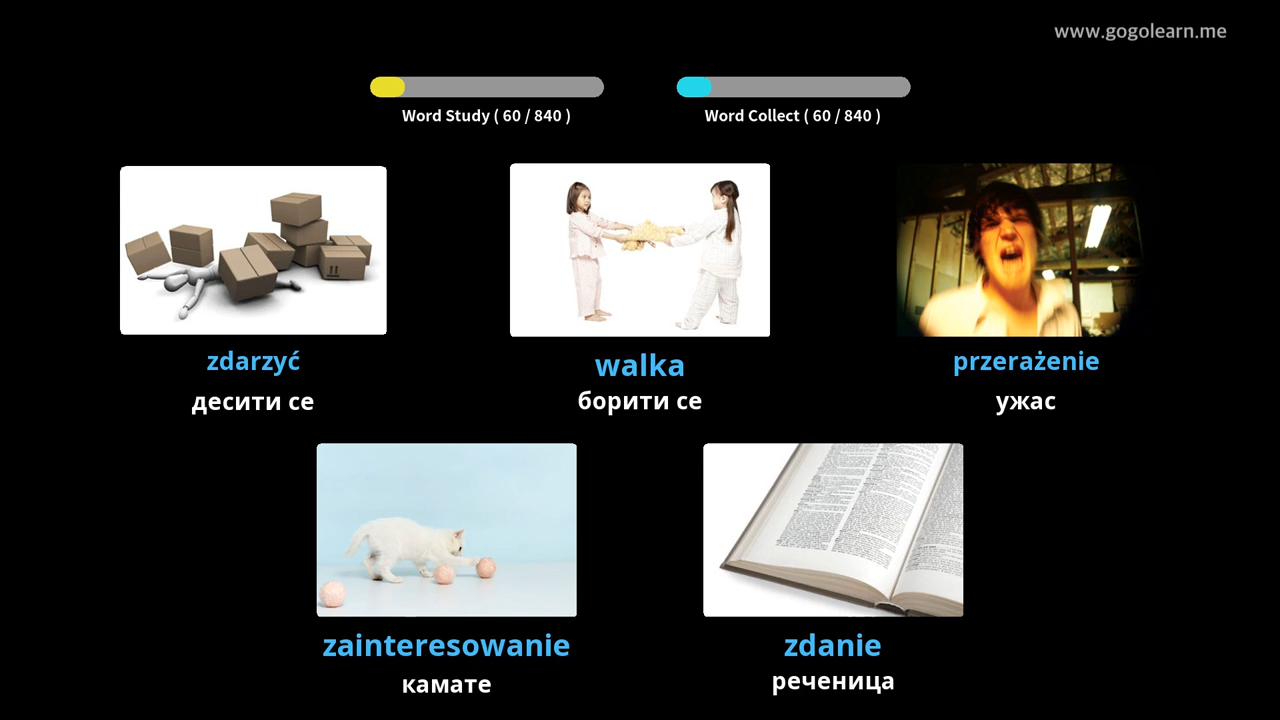 www.gogolearn.me
Word Study ( 60 / 840 )
Word Collect ( 60 / 840 )
zdarzyć
десити се
walka
борити се
przerażenie
ужас
zainteresowanie
камате
zdanie
реченица